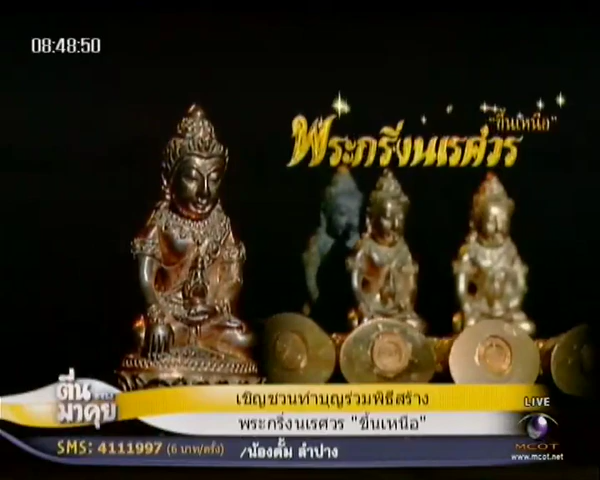 08:48:50
"ขึ้นเหนือ"
พระกริ่งนเรศวร
ตื่น
มาคุย
เชิญชวนทำบุญร่วมพิธีสร้าง
พระกริ่งนเรศวร "ขึ้นเหนือ"
LIVE
MCOT
www.mcot.net
SMS: 4111997 (6 บาท/ครั้ง) /น้องตั้ม ลำปาง